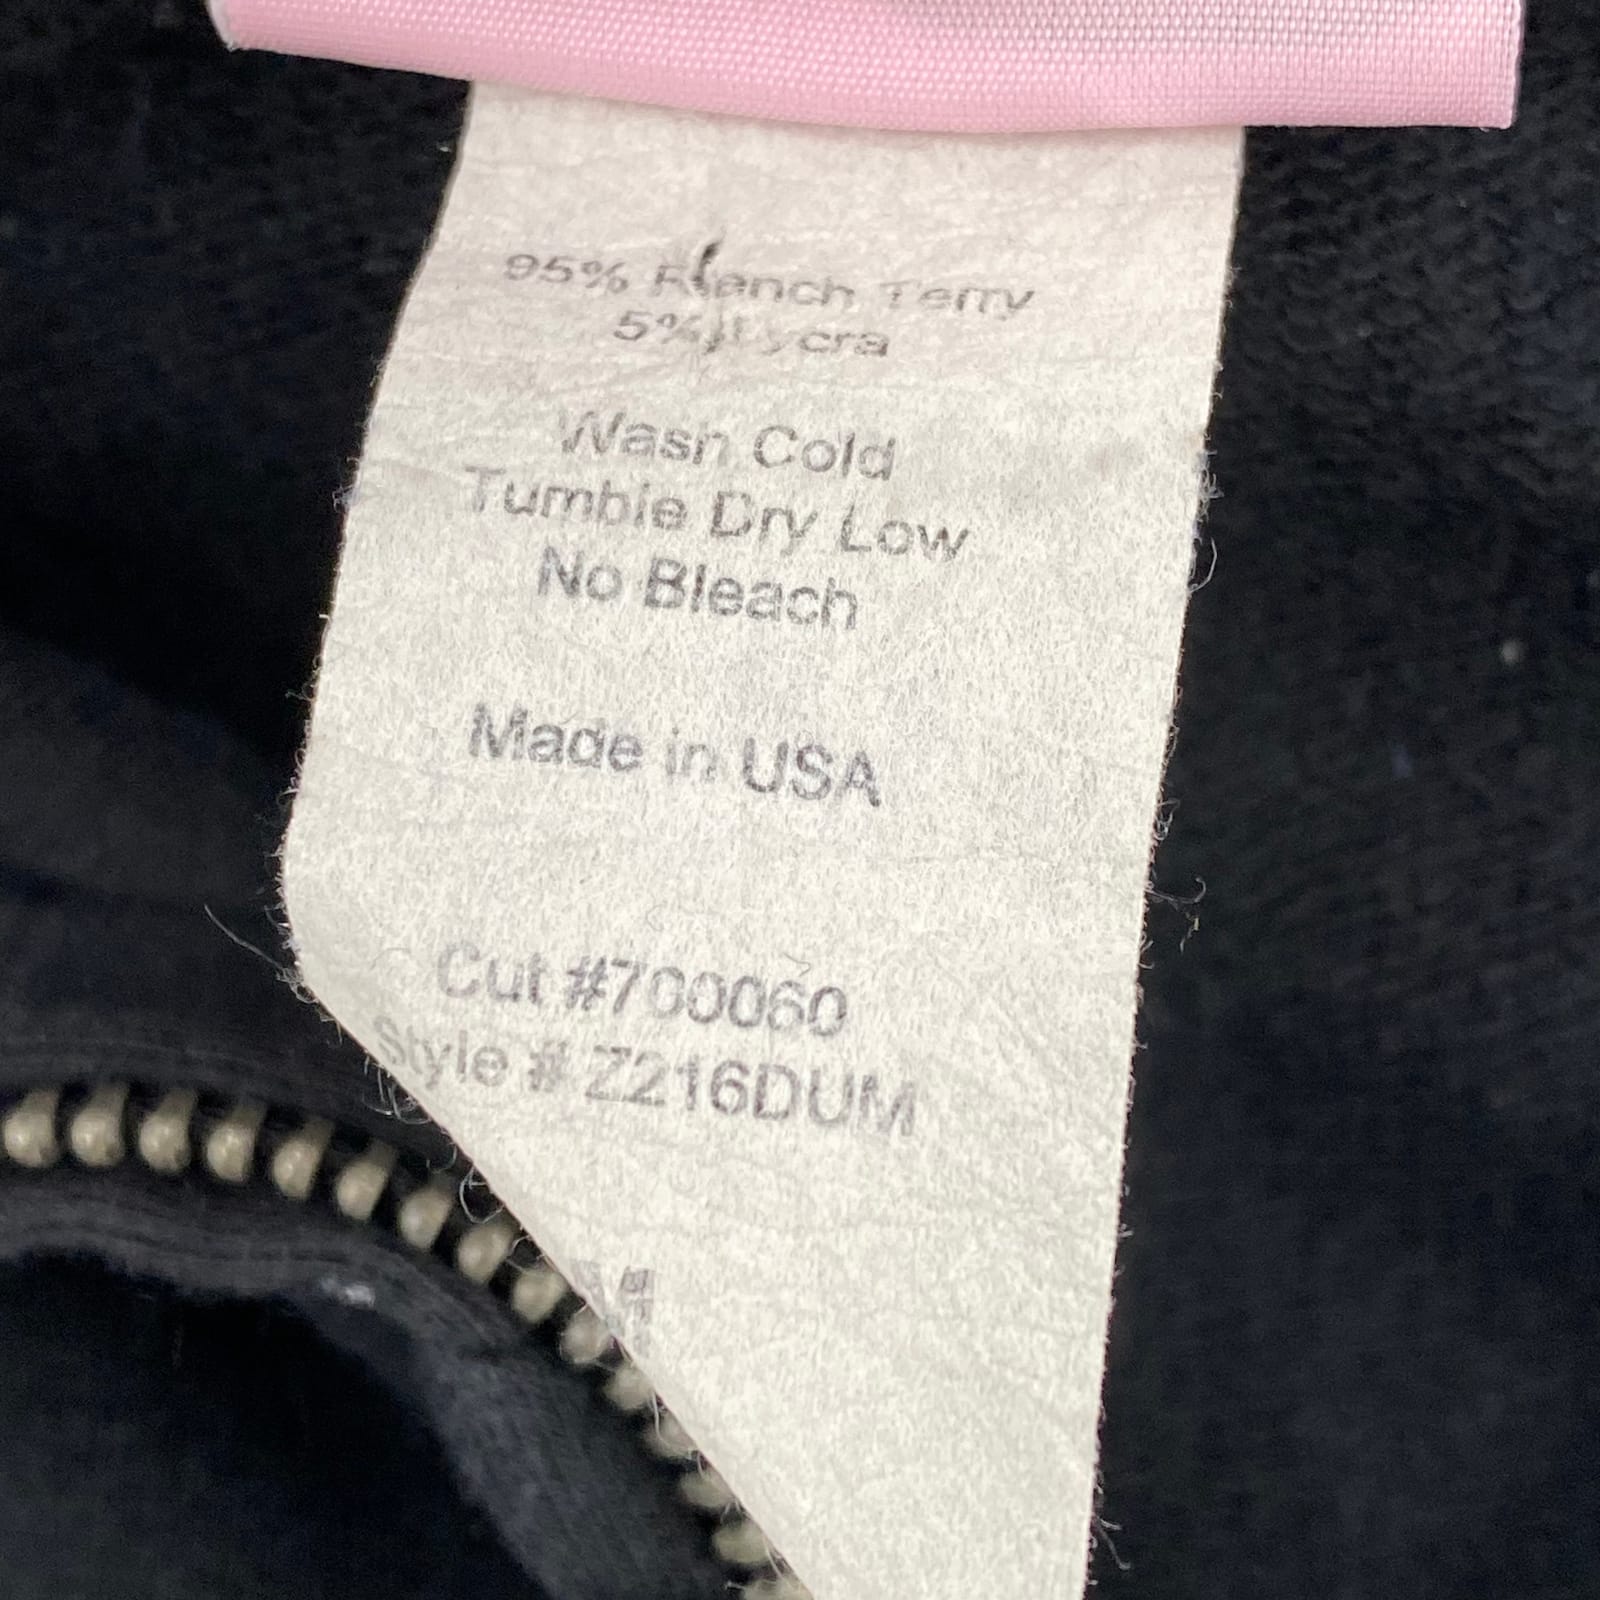 95% French Terry
5% Lycra
Wash Cold
Tumble Dry Low
No Bleach
Made in USA
Cut #700060
style # Z216DUM